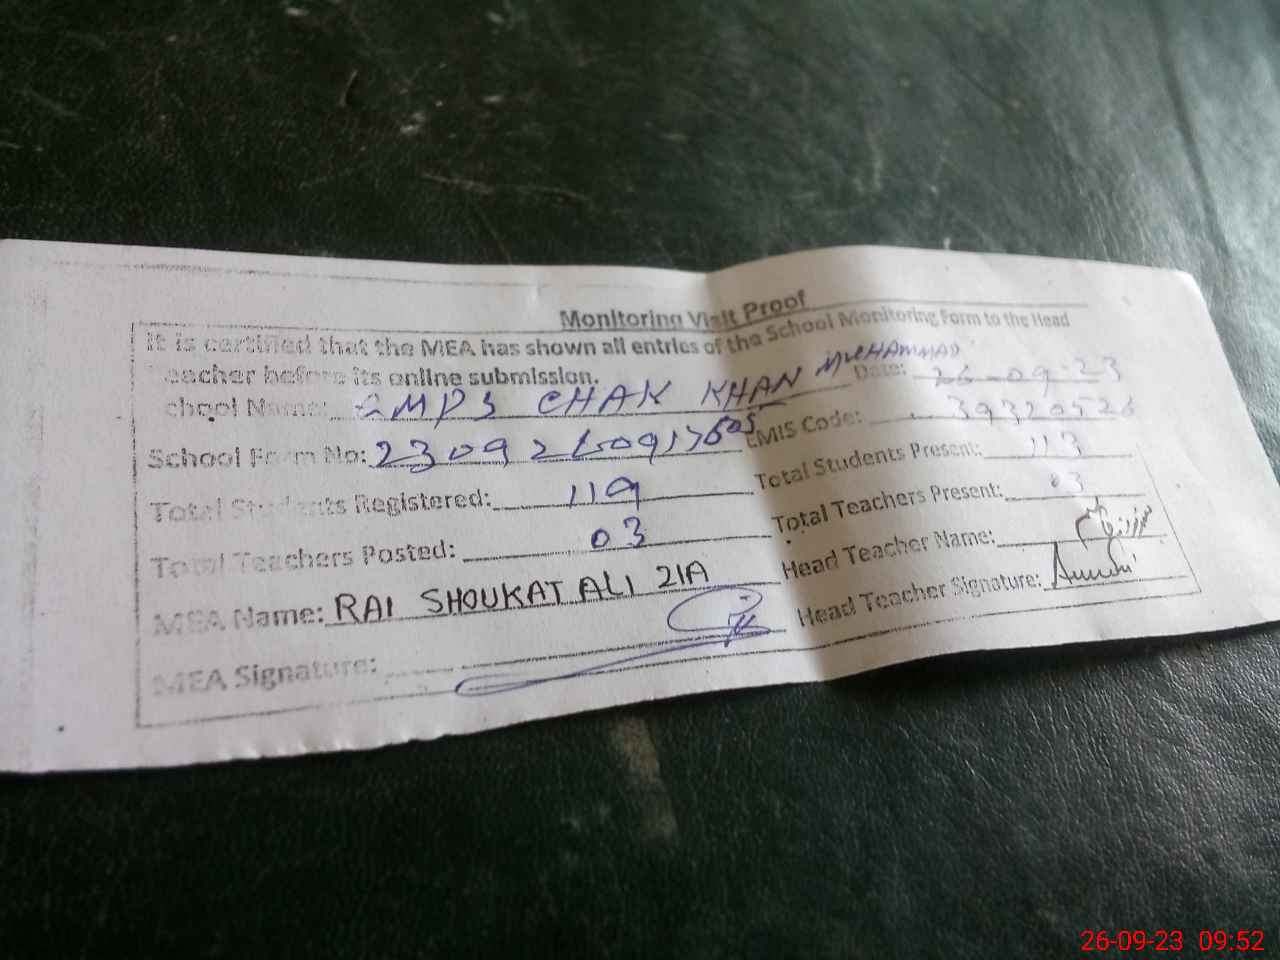 Monitoring Visit Proof
It is certified that the MEA has shown all entries of the School Monitoring Form to the Head
eacher before its online submission.
chool Name: GMPS CHAK KHAN MUHAMMAD Date: 26-09-23
School Form No: EMIS Code: 39320526
Total Students Registered: 119 Total Students Present: 113
Total Teachers Posted: 03 Total Teachers Present: 03
MEA Name: RAI SHOUKAT ALI ZIA Head Teacher Name:
MEA Signature: Head Teacher Signature:
26-09-23 09:52